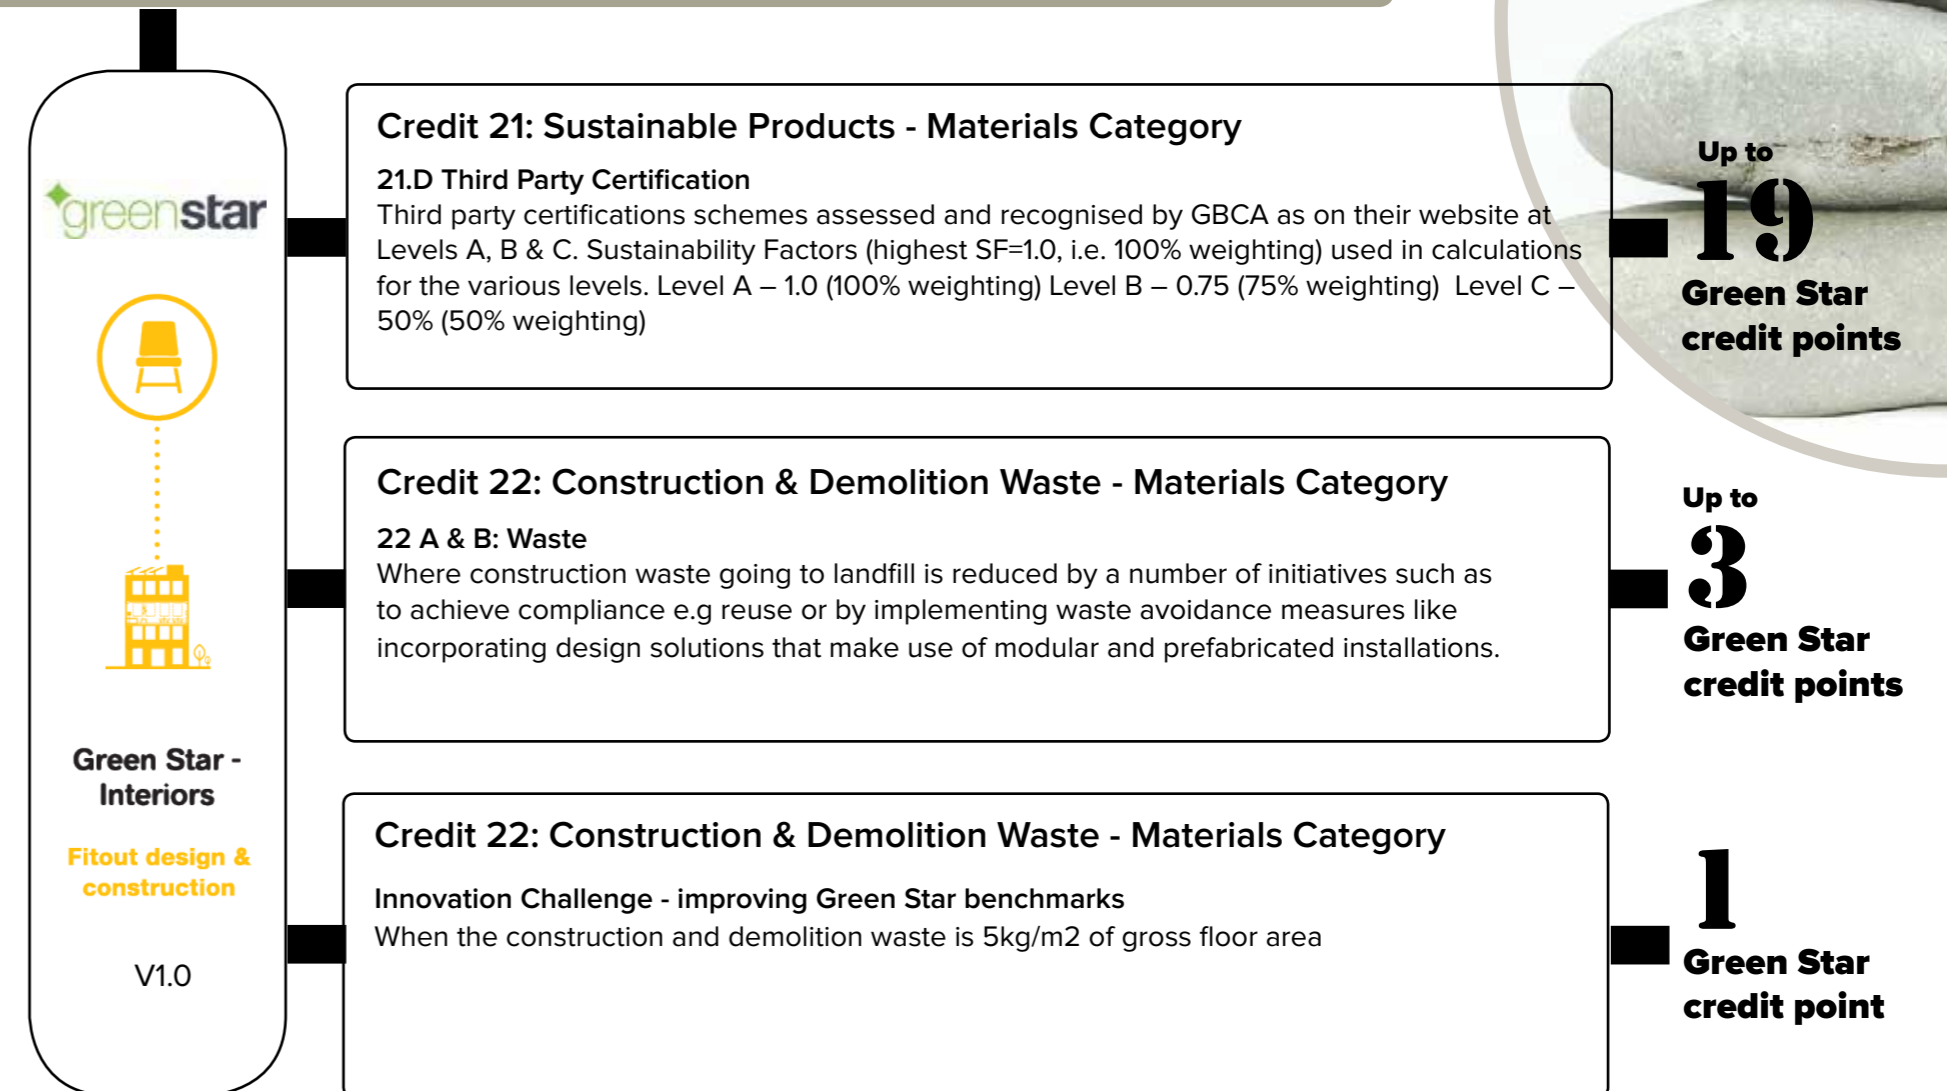 greenstar
Green Star -
Interiors
Fitout design &
construction
V1.0
Credit 21: Sustainable Products - Materials Category
21.D Third Party Certification
Third party certifications schemes assessed and recognised by GBCA as on their website at
Levels A, B & C. Sustainability Factors (highest SF=1.0, i.e. 100% weighting) used in calculations
for the various levels. Level A – 1.0 (100% weighting) Level B – 0.75 (75% weighting)  Level C –
50% (50% weighting)
Up to
19
Green Star
credit points
Credit 22: Construction & Demolition Waste - Materials Category
22 A & B: Waste
Where construction waste going to landfill is reduced by a number of initiatives such as
to achieve compliance e.g reuse or by implementing waste avoidance measures like
incorporating design solutions that make use of modular and prefabricated installations.
Up to
3
Green Star
credit points
Credit 22: Construction & Demolition Waste - Materials Category
Innovation Challenge - improving Green Star benchmarks
When the construction and demolition waste is 5kg/m2 of gross floor area
1
Green Star
credit point